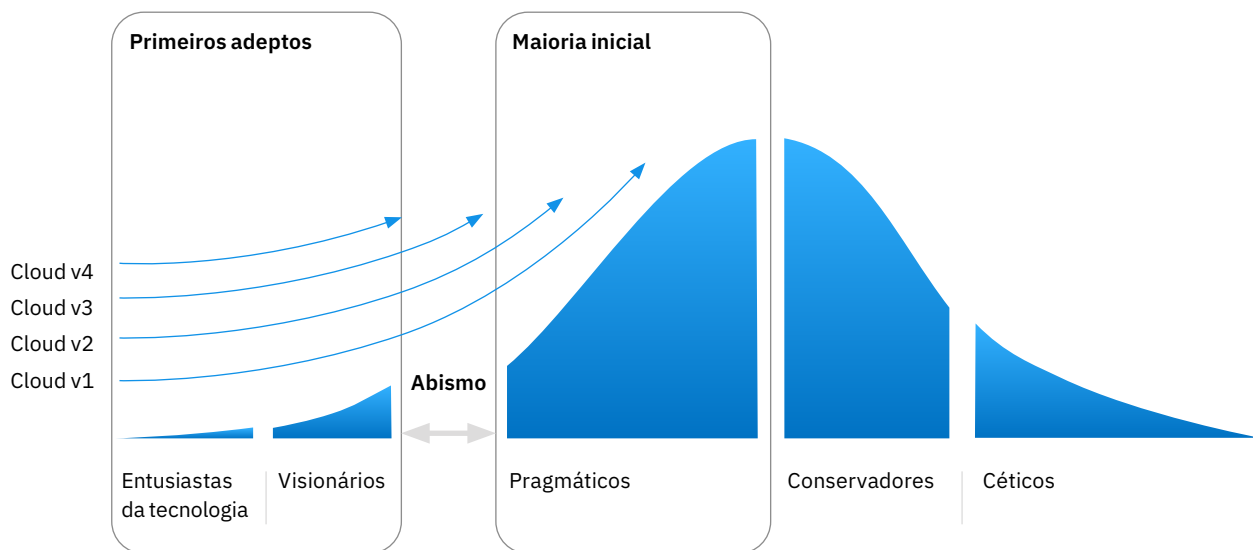 Primeiros adeptos
Maioria inicial
Cloud v4
Cloud v3
Cloud v2
Cloud v1
Abismo
Entusiastas
da tecnologia
Visionários
Pragmáticos
Conservadores
Céticos